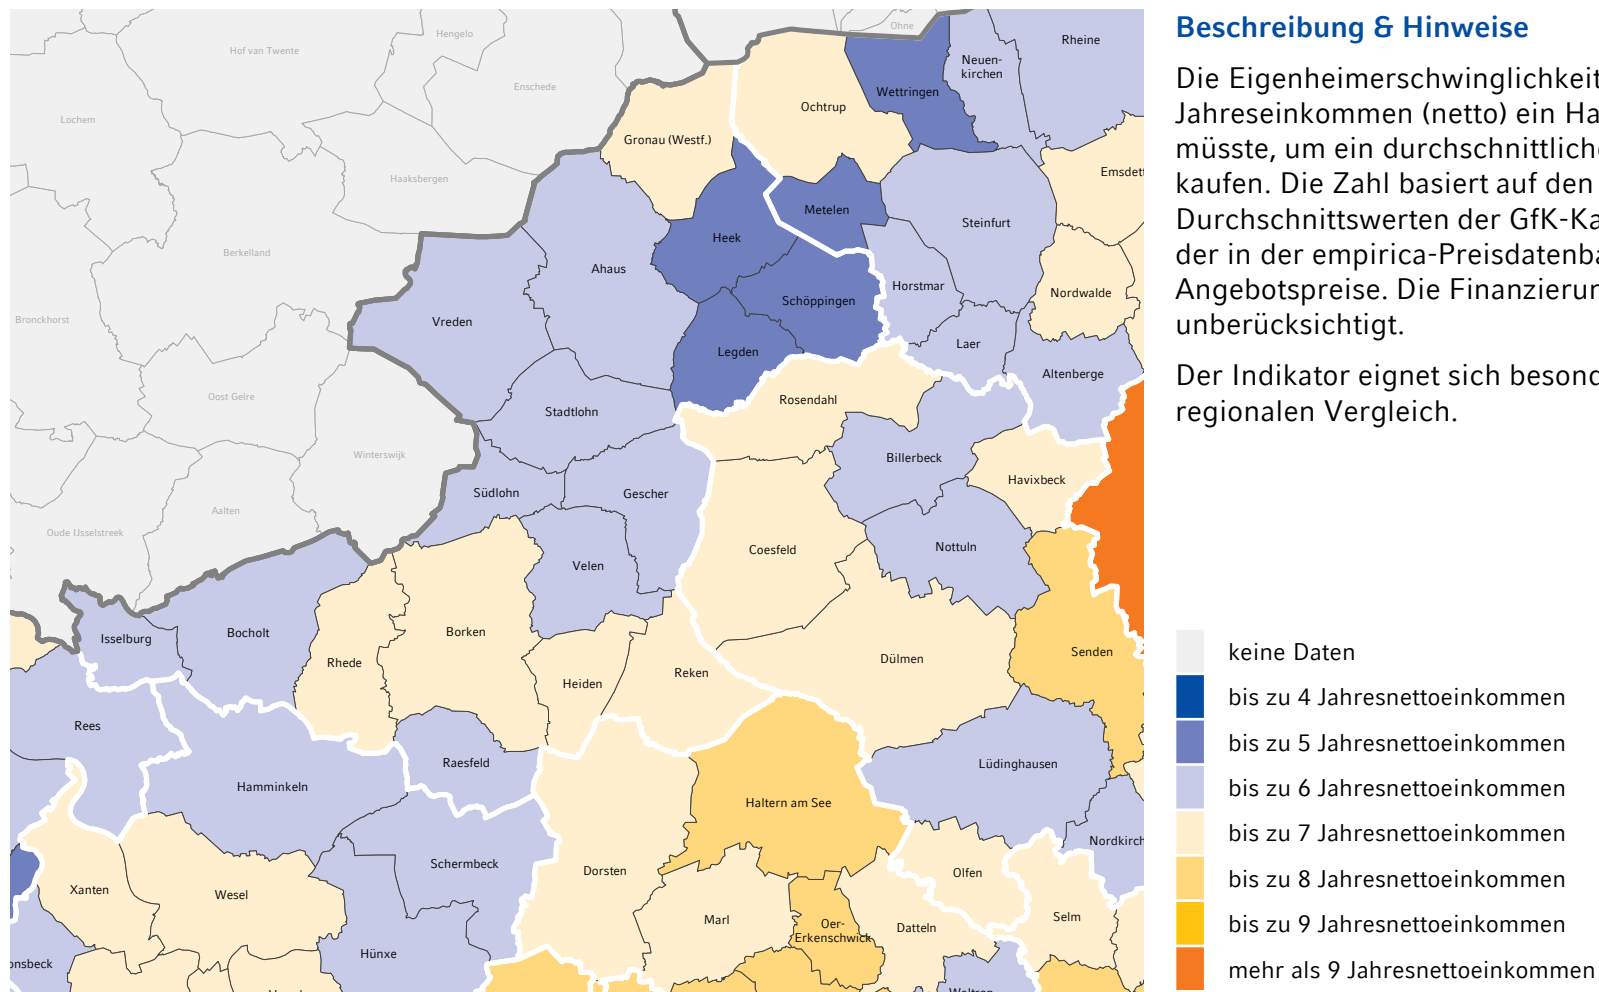 Ohne
Hengelo
Hof van Twente
Rheine
Neuen-
kirchen
Enschede
Wettringen
Ochtrup
Lochem
Gronau (Westf.)
Emsdett
Haaksbergen
Metelen
Steinfurt
Heek
Berkelland
Ahaus
Horstmar
Nordwalde
Schöppingen
Bronckhorst
Vreden
Laer
Legden
Altenberge
Oost Gelre
Rosendahl
Stadtlohn
Winterswijk
Billerbeck
Havixbeck
Südlohn
Gescher
Aalten
Oude IJsselstreek
Nottuln
Coesfeld
Velen
Isselburg
Bocholt
Borken
Senden
Rhede
Dülmen
Reken
Heiden
Rees
Raesfeld
Lüdinghausen
Hamminkeln
Haltern am See
Nordkirch
Schermbeck
Dorsten
Olfen
Xanten
Wesel
Marl
Selm
Oer-
Erkenschwick
Datteln
Hünxe
onsbeck
Beschreibung & Hinweise
Die Eigenheimerschwinglichkeit
Jahreseinkommen (netto) ein Ha
müsste, um ein durchschnittliche
kaufen. Die Zahl basiert auf den
Durchschnittswerten der GfK-Ka
der in der empirica-Preisdatenba
Angebotspreise. Die Finanzierun
unberücksichtigt.
Der Indikator eignet sich besond
regionalen Vergleich.
keine Daten
bis zu 4 Jahresnettoeinkommen
bis zu 5 Jahresnettoeinkommen
bis zu 6 Jahresnettoeinkommen
bis zu 7 Jahresnettoeinkommen
bis zu 8 Jahresnettoeinkommen
bis zu 9 Jahresnettoeinkommen
mehr als 9 Jahresnettoeinkommen